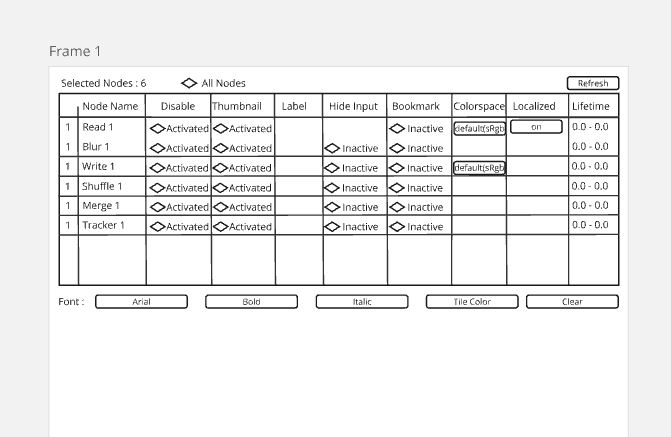 Frame 1
Selected Nodes : 6 All Nodes Refresh
Node Name Disable Thumbnail Label Hide Input Bookmark Colorspace Localized Lifetime
1 Read 1 Activated Activated Inactive default(sRgb on 0.0 - 0.0
1 Blur 1 Activated Activated Inactive Inactive 0.0 - 0.0
1 Write 1 Activated Activated Inactive Inactive default(sRgb 0.0 - 0.0
1 Shuffle 1 Activated Activated Inactive Inactive 0.0 - 0.0
1 Merge 1 Activated Activated Inactive Inactive 0.0 - 0.0
1 Tracker 1 Activated Activated Inactive Inactive 0.0 - 0.0
Font : Arial Bold Italic Tile Color Clear